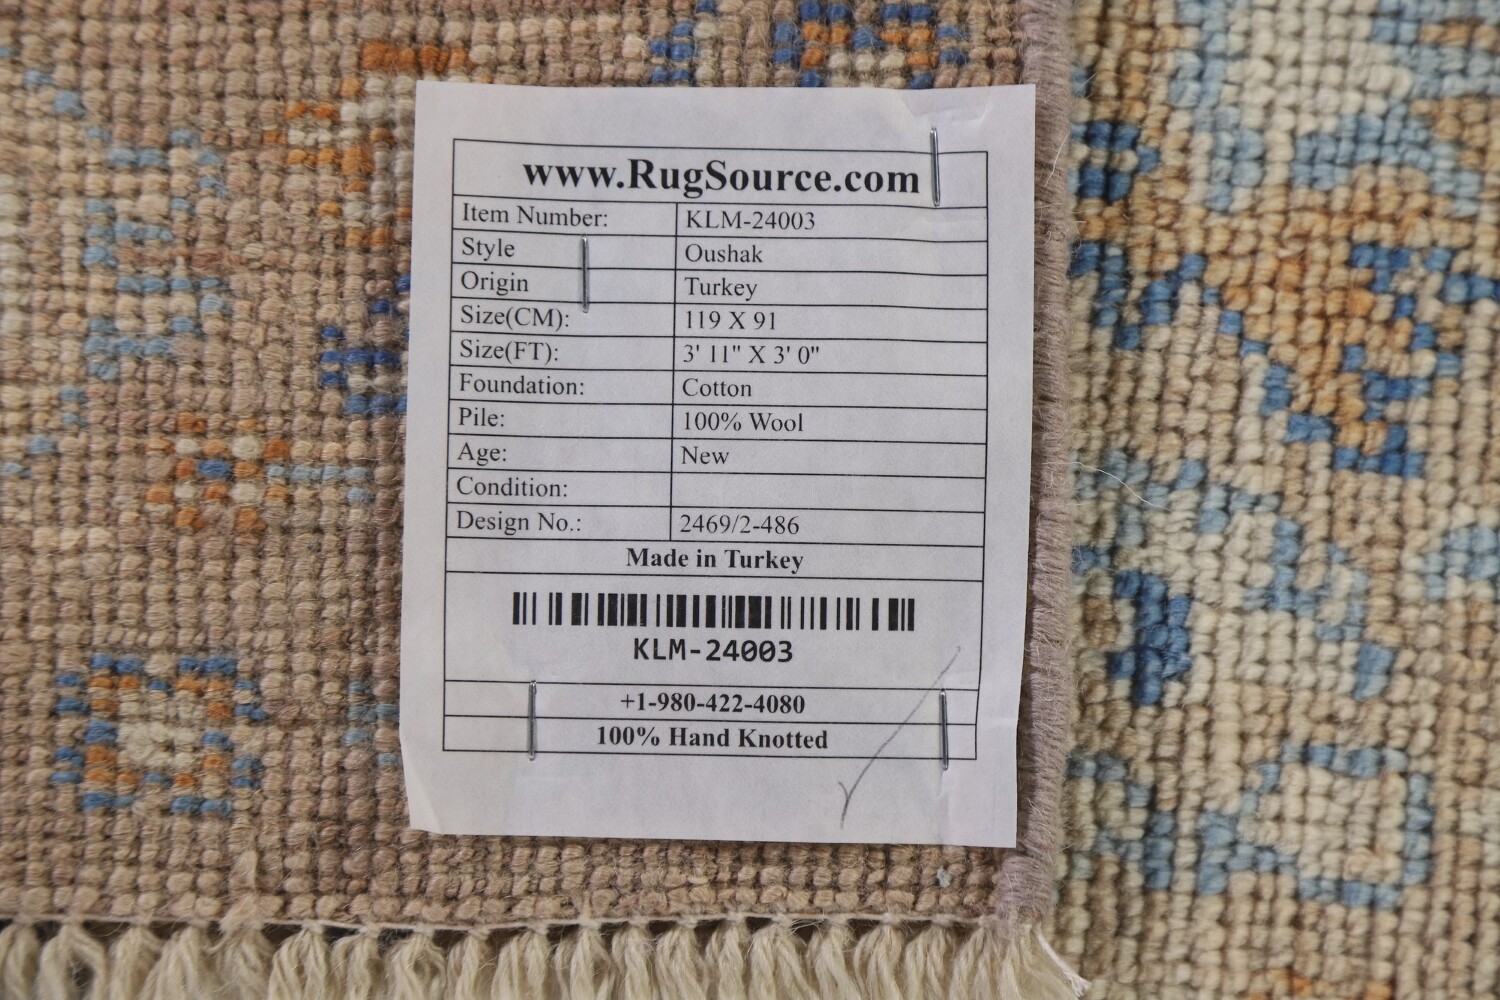 www.RugSource.com
Item Number: KLM-24003
Style Oushak
Origin Turkey
Size(CM): 119 X 91
Size(FT): 3' 11" X 3' 0"
Foundation: Cotton
Pile: 100% Wool
Age: New
Condition:
Design No.: 2469/2-486
Made in Turkey
KLM-24003
+1-980-422-4080
100% Hand Knotted